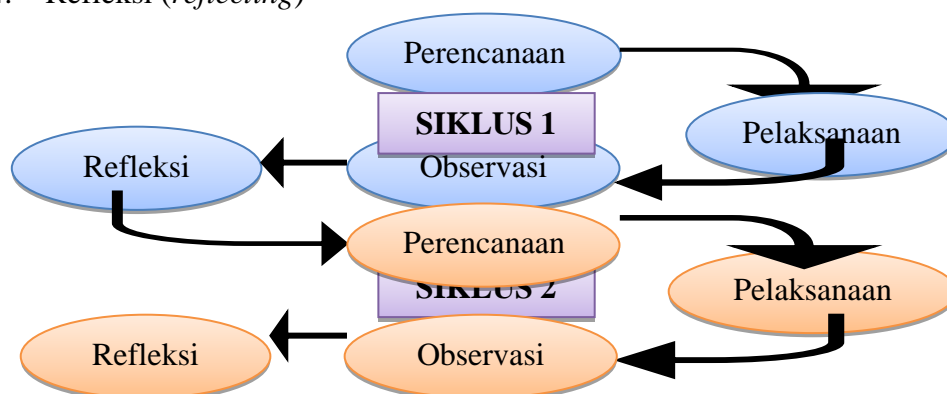 Refleksi (reflecting)
Perencanaan
SIKLUS 1
Pelaksanaan
Refleksi
Observasi
Perencanaan
SIKLUS 2
Pelaksanaan
Refleksi
Observasi